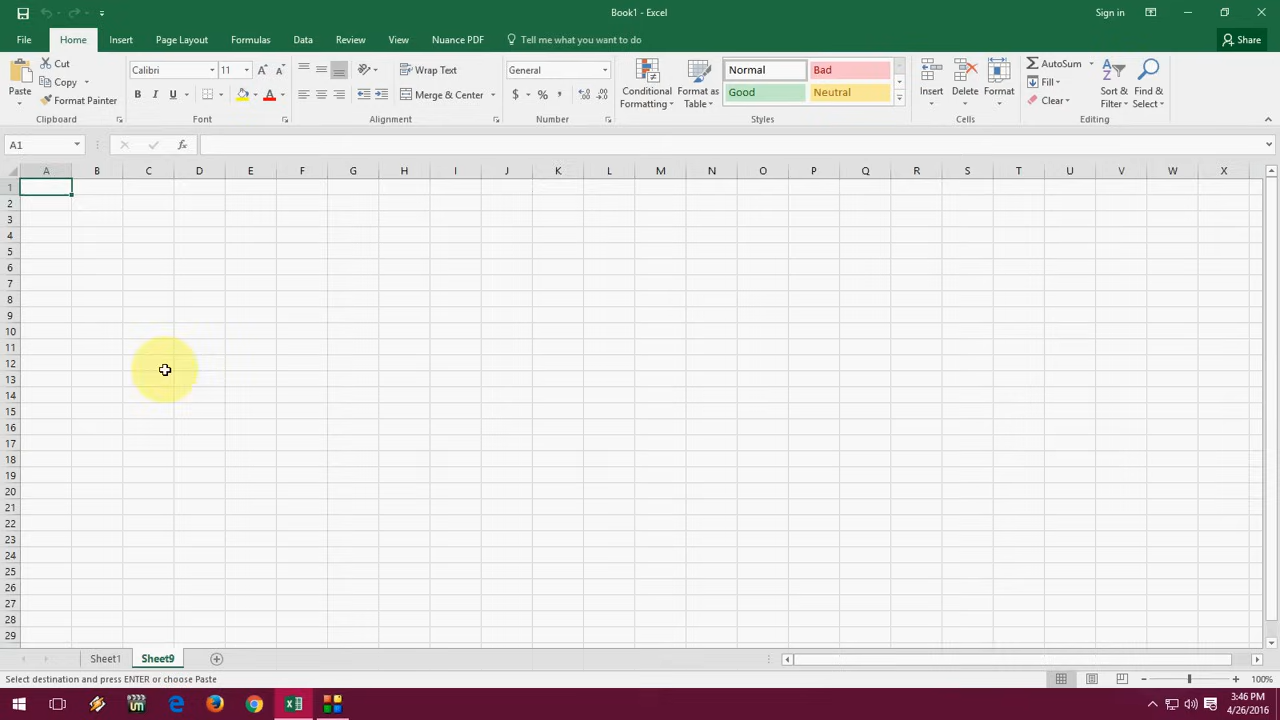 Book1 - Excel
Sign in
File Home Insert Page Layout Formulas Data Review View Nuance PDF Tell me what you want to do Share
Paste
Cut
Copy
Format Painter
Clipboard
Calibri 11
B I U
Font
Wrap Text
Merge & Center
Alignment
General
$ %
Number
Conditional Formatting
Format as Table
Normal Bad
Good Neutral
Styles
Insert Delete Format
Cells
AutoSum
Fill
Clear
Sort & Filter
Find & Select
Editing
A1 fx
A B C D E F G H I J K L M N O P Q R S T U V W X
1
2
3
4
5
6
7
8
9
10
11
12
13
14
15
16
17
18
19
20
21
22
23
24
25
26
27
28
29
Sheet1 Sheet9
Select destination and press ENTER or choose Paste
100%
3:46 PM
4/26/2016